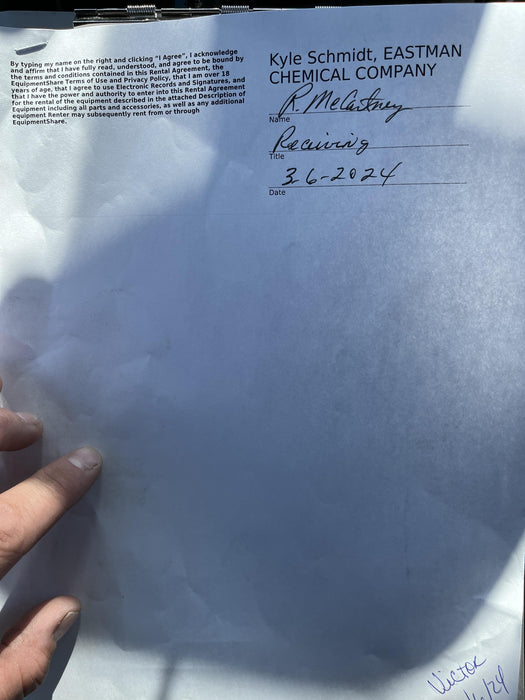 By typing my name on the right and clicking "I Agree", I acknowledge
and affirm that I have fully read, understood, and agree to be bound by
the terms and conditions contained in this Rental Agreement, the
EquipmentShare Terms of Use and Privacy Policy, that I am over 18
years of age, that I agree to use Electronic Records and Signatures, and
that I have the power and authority to enter into this Rental Agreement
for the rental of the equipment described in the attached Description of
Equipment including all parts and accessories, as well as any additional
equipment Renter may subsequently rent from or through
EquipmentShare.
Kyle Schmidt, EASTMAN
CHEMICAL COMPANY
R. McCartney
Name
Receiving
Title
3 6-2024
Date
Victor
/24